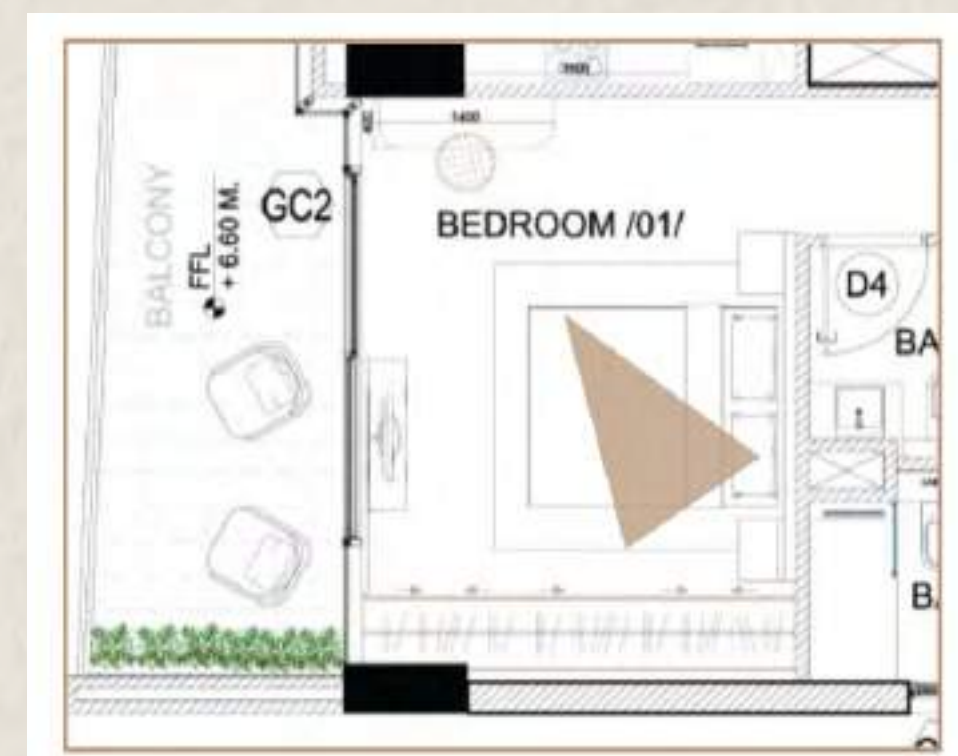 1400
GC2
BALCONY
FFL
+ 6.60 M.
BEDROOM /01/
D4
BA
B